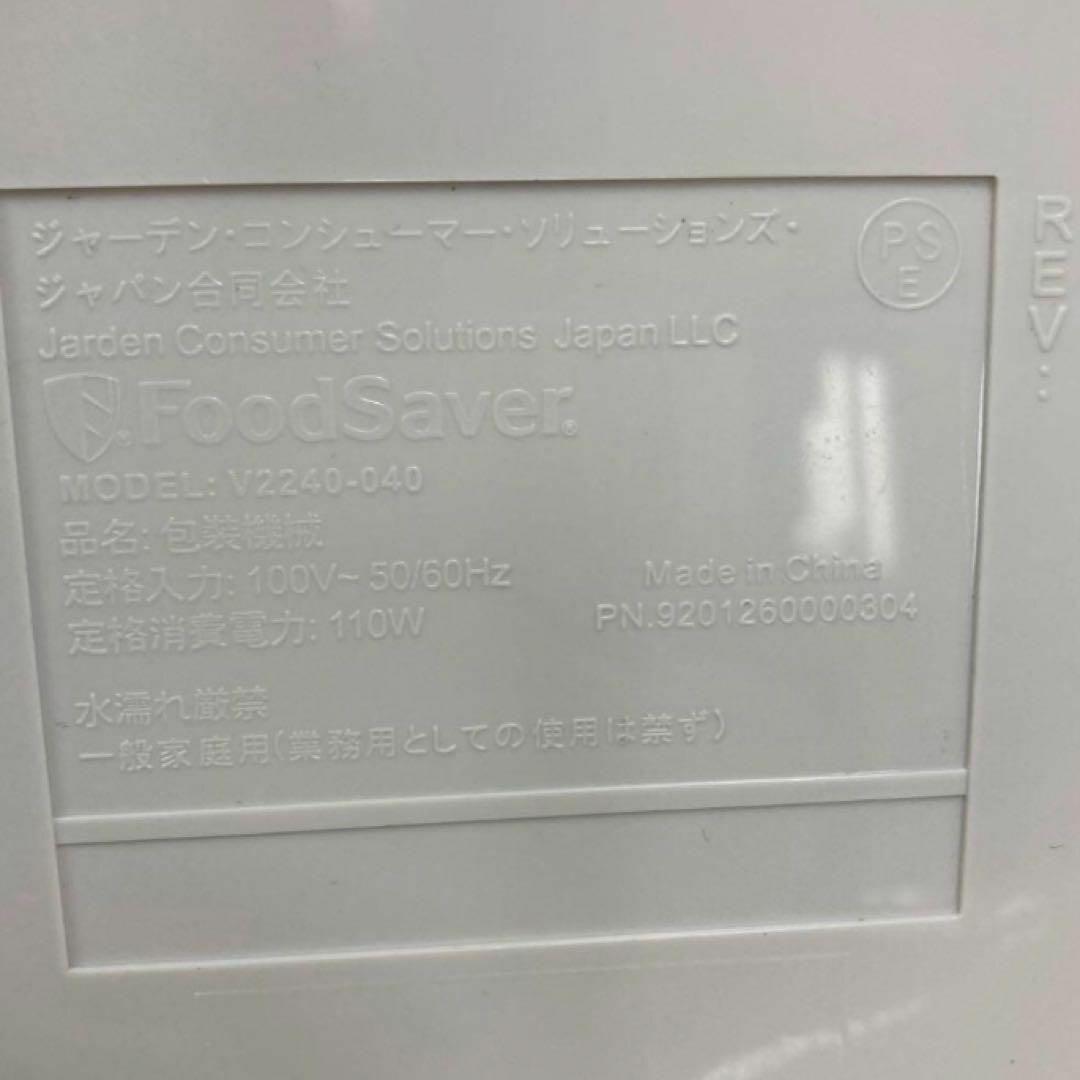 ジャーデン・コンシューマー・ソリューションズ・
ジャパン合同会社
Jarden Consumer Solutions Japan LLC
PS
E
REV:
FoodSaver®
MODEL: V2240-040
品名: 包装機械
定格入力: 100V~ 50/60Hz
定格消費電力: 110W
Made in China
PN.9201260000304
水濡れ厳禁
一般家庭用(業務用としての使用は禁ず)